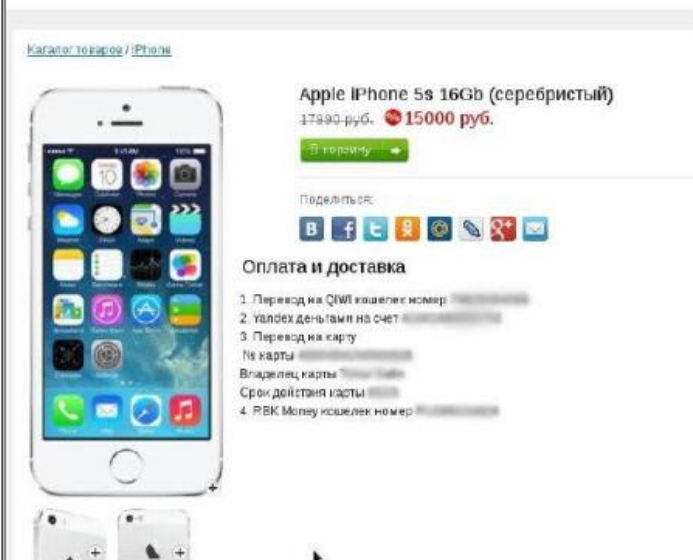 Каталог товаров / iPhone
Apple iPhone 5s 16Gb (серебристый)
17990 руб. % 15000 руб.
В корзину
Поделиться:
Оплата и доставка
1. Перевод на QIWI кошелек номер
2. Yandex деньгами на счет
3. Перевод на карту
№ карты
Владелец карты
Срок действия карты
4. RBK Money кошелек номер